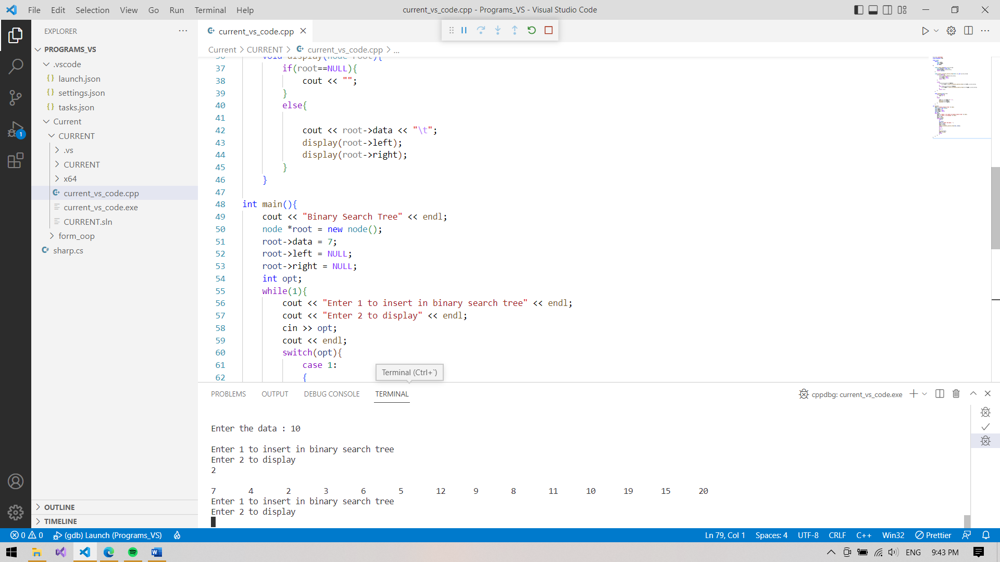 File Edit Selection View Go Run Terminal Help
current_vs_code.cpp - Programs_VS - Visual Studio Code
EXPLORER
PROGRAMS_VS
.vscode
launch.json
settings.json
tasks.json
Current
CURRENT
.vs
CURRENT
x64
current_vs_code.cpp
current_vs_code.exe
CURRENT.sln
form_oop
sharp.cs
OUTLINE
TIMELINE
1
current_vs_code.cpp
Current > CURRENT > current_vs_code.cpp > ...
36 void display(node*root){
37 if(root==NULL){
38 cout << "";
39 }
40 else{
41
42 cout << root->data << "\t";
43 display(root->left);
44 display(root->right);
45 }
46 }
47
48 int main(){
49 cout << "Binary Search Tree" << endl;
50 node *root = new node();
51 root->data = 7;
52 root->left = NULL;
53 root->right = NULL;
54 int opt;
55 while(1){
56 cout << "Enter 1 to insert in binary search tree" << endl;
57 cout << "Enter 2 to display" << endl;
58 cin >> opt;
59 cout << endl;
60 switch(opt){
61 case 1:
62 {
Terminal (Ctrl+`)
PROBLEMS OUTPUT DEBUG CONSOLE TERMINAL
cppdbg: current_vs_code.exe
Enter the data : 10
Enter 1 to insert in binary search tree
Enter 2 to display
2
7 4 2 3 6 5 12 9 8 11 10 19 15 20
Enter 1 to insert in binary search tree
Enter 2 to display
0 0 (gdb) Launch (Programs_VS)
Ln 79, Col 1 Spaces: 4 UTF-8 CRLF C++ Win32 Prettier
ENG 9:43 PM